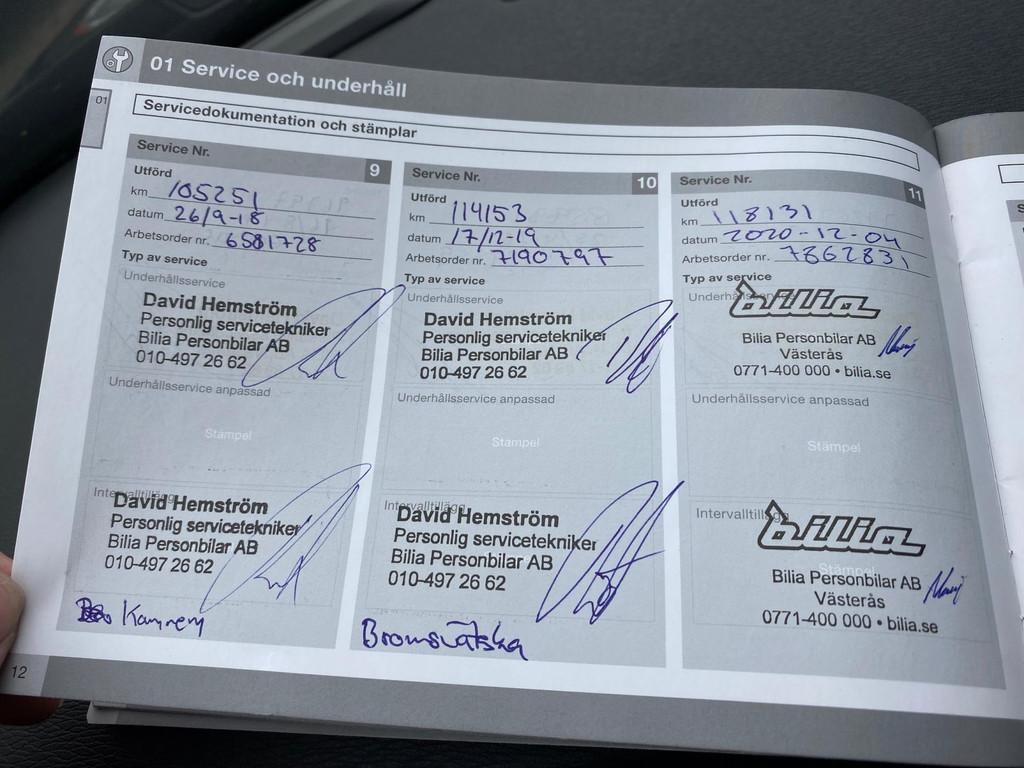 01 Service och underhåll
01
Servicedokumentation och stämplar
Service Nr. 9
Utförd
km 105251
datum 26/9-18
Arbetsorder nr. 6581728
Typ av service
Underhållsservice
David Hemström
Personlig servicetekniker
Bilia Personbilar AB
010-497 26 62
Underhållsservice anpassad
Stämpel
Intervalltillägg
David Hemström
Personlig servicetekniker
Bilia Personbilar AB
010-497 26 62
Kamrem
Service Nr. 10
Utförd
km 114153
datum 17/12-19
Arbetsorder nr. 7190797
Typ av service
Underhållsservice
David Hemström
Personlig servicetekniker
Bilia Personbilar AB
010-497 26 62
Underhållsservice anpassad
Stämpel
Intervalltillägg
David Hemström
Personlig servicetekniker
Bilia Personbilar AB
010-497 26 62
Bromsvätska
Service Nr. 11
Utförd
km 118131
datum 2020-12-04
Arbetsorder nr. 7862831
Typ av service
Underhållsservice
bilia
Bilia Personbilar AB
Västerås
0771-400 000 • bilia.se
Underhållsservice anpassad
Stämpel
Intervalltillägg
bilia
Stämpel
Bilia Personbilar AB
Västerås
0771-400 000 • bilia.se
12